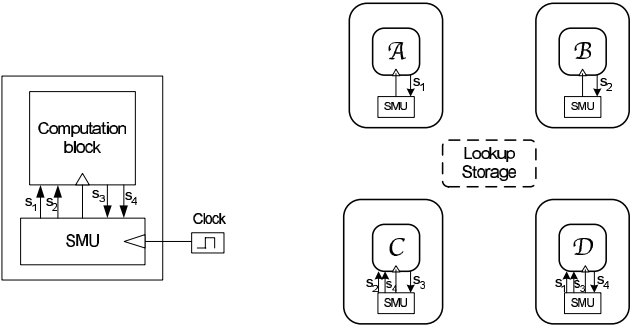 Computation
block
s1 s2 s3 s4
SMU
Clock
A
s1
SMU
B
s2
SMU
Lookup
Storage
C
s2 s4 s3
SMU
D
s1 s3 s4
SMU